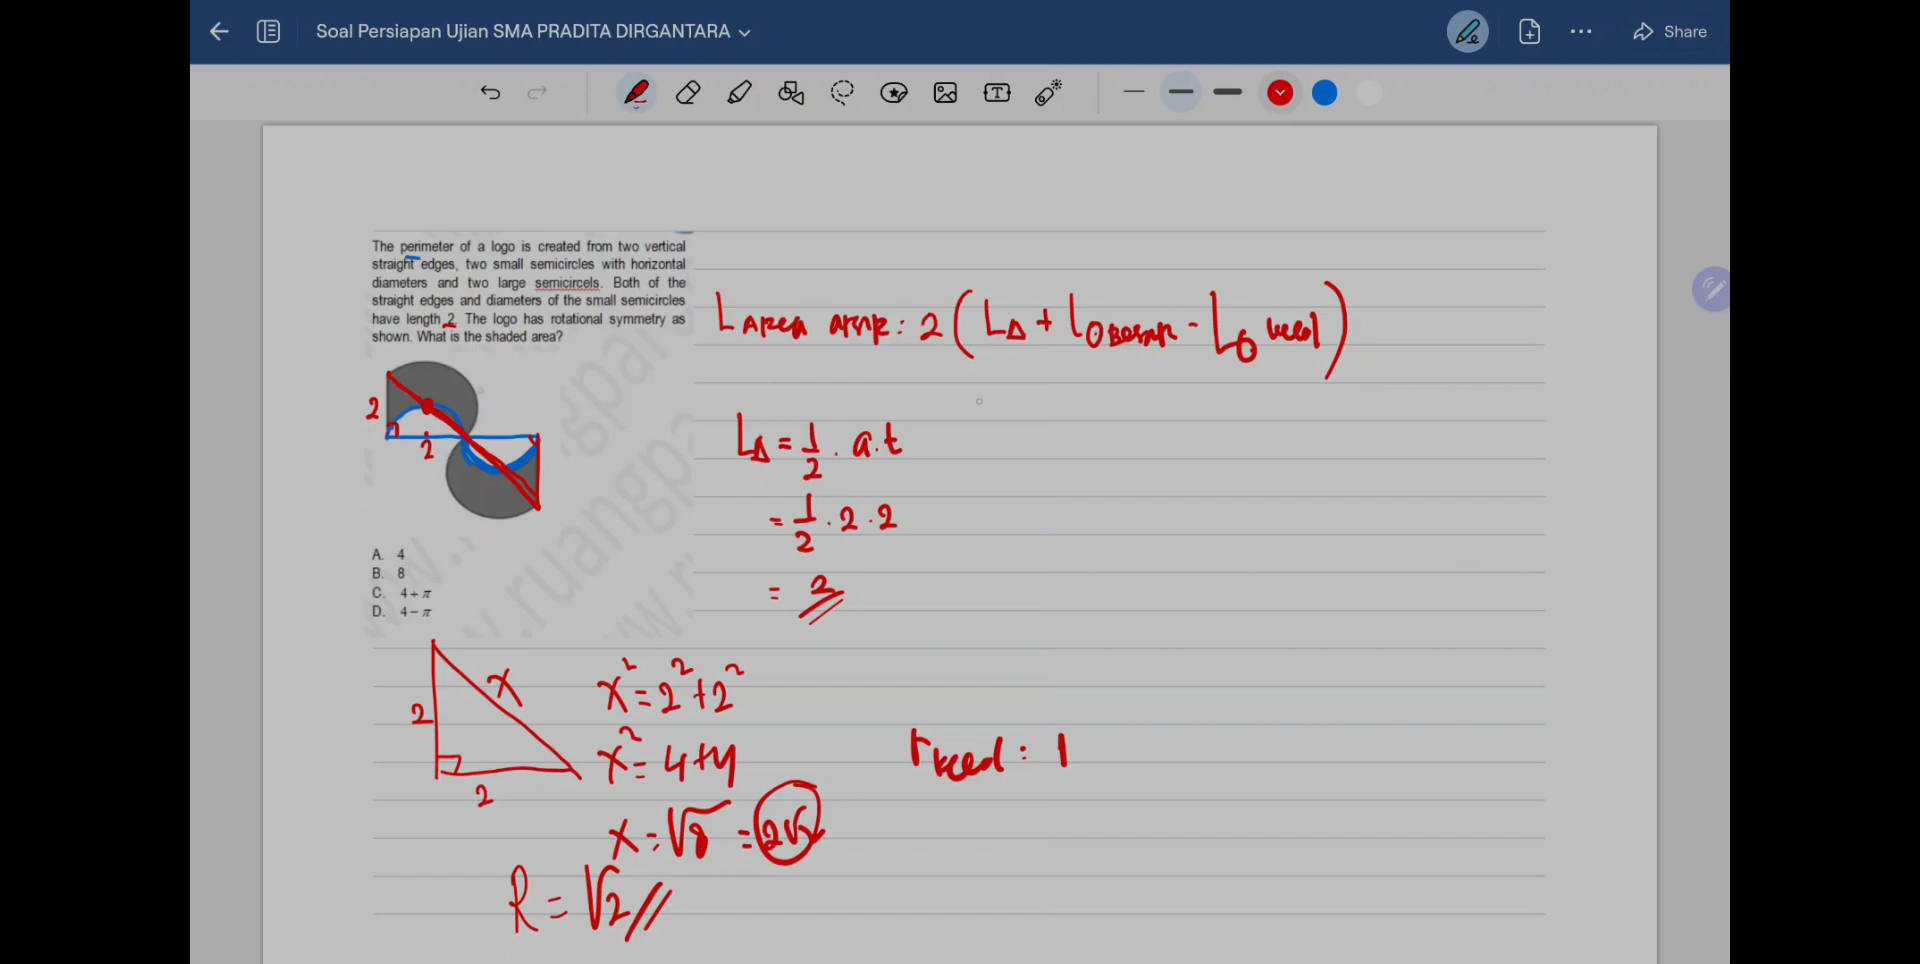 Soal Persiapan Ujian SMA PRADITA DIRGANTARA
Share
The perimeter of a logo is created from two vertical
straight edges, two small semicircles with horizontal
diameters and two large semicircels. Both of the
straight edges and diameters of the small semicircles
have length 2. The logo has rotational symmetry as
shown. What is the shaded area?
2
2
A. 4
B. 8
C. 4 + π
D. 4 − π
L Area arsir : 2 ( L△ + L○ Besar - L○ kecil )
L△ = 1/2 . a.t
= 1/2 . 2 . 2
= 2
2
x
2
x² = 2² + 2²
x² = 4+4
x = √8 = 2√2
R = √2
r kecil : 1